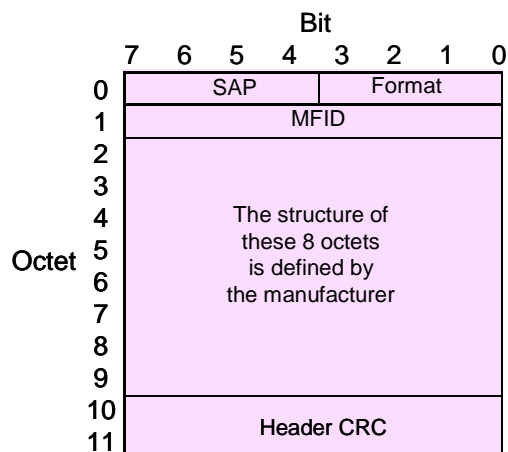 Bit
7 6 5 4 3 2 1 0
0 SAP Format
1 MFID
2
3
4 The structure of
5 these 8 octets
Octet
6 is defined by
7 the manufacturer
8
9
10
Header CRC
11